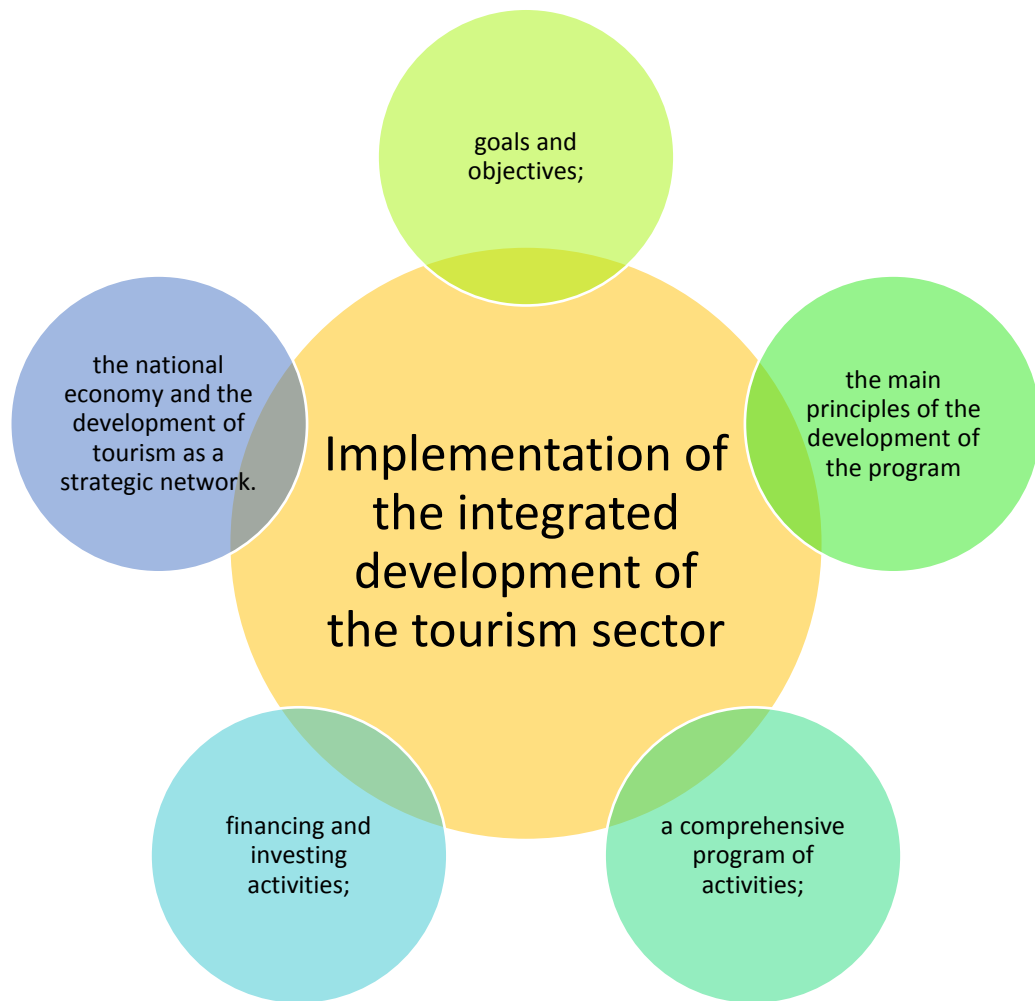 goals and
objectives;
the main
principles of the
development of
the program
a comprehensive
program of
activities;
financing and
investing
activities;
the national
economy and the
development of
tourism as a
strategic network.
Implementation of
the integrated
development of
the tourism sector